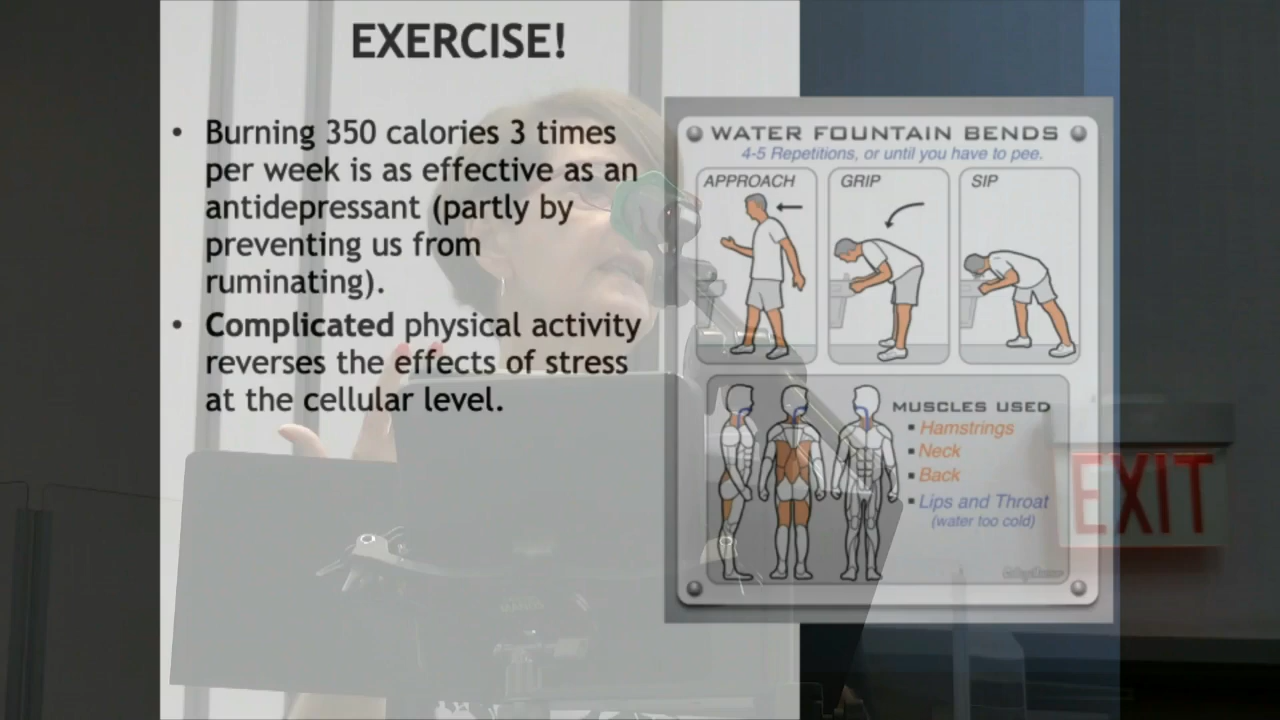 EXERCISE!
• Burning 350 calories 3 times
per week is as effective as an
antidepressant (partly by
preventing us from
ruminating).
• Complicated physical activity
reverses the effects of stress
at the cellular level.
WATER FOUNTAIN BENDS
4-5 Repetitions, or until you have to pee.
APPROACH
GRIP
SIP
MUSCLES USED
▪ Hamstrings
▪ Neck
▪ Back
▪ Lips and Throat
(water too cold)
EXIT